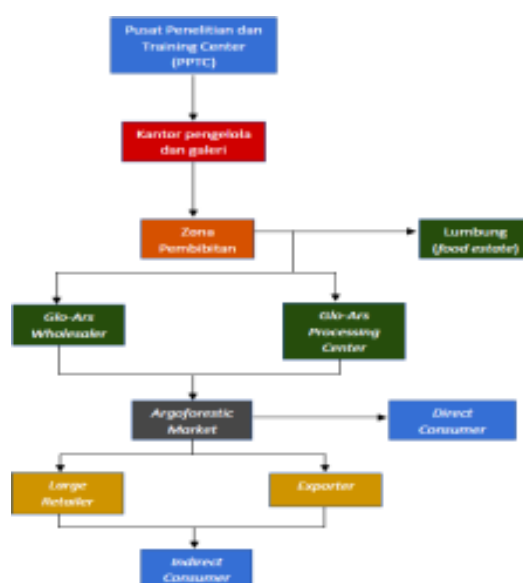 Pusat Penelitian dan
Training Center
(PPTC)
Kantor pengelola
dan galeri
Zona
Pembibitan
Lumbung
(food estate)
Glo-Ars
Wholesaler
Glo-Ars
Processing
Center
Argoforestic
Market
Direct
Consumer
Large
Retailer
Exporter
Indirect
Consumer